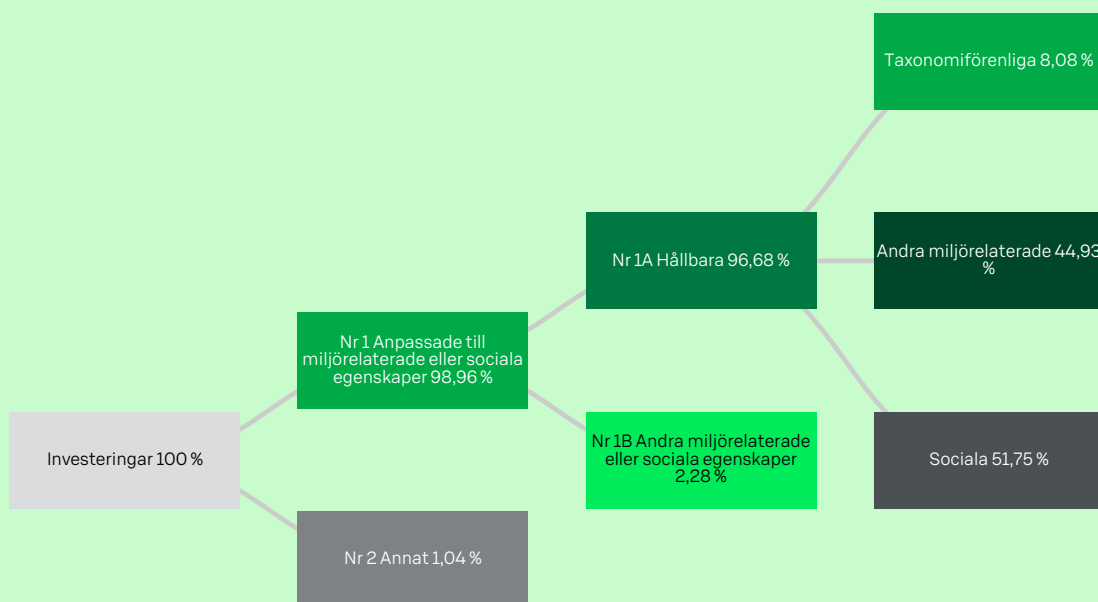 Taxonomiförenliga 8,08 %
Nr 1A Hållbara 96,68 %
Andra miljörelaterade 44,93
%
Nr 1 Anpassade till
miljörelaterade eller sociala
egenskaper 98,96 %
Investeringar 100 %
Nr 1B Andra miljörelaterade
eller sociala egenskaper
2,28 %
Sociala 51,75 %
Nr 2 Annat 1,04 %